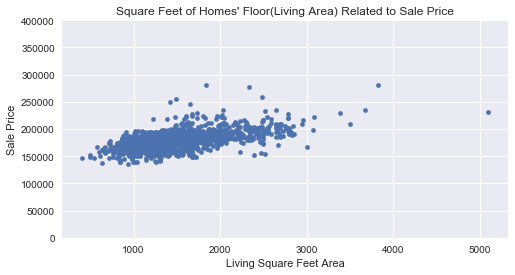 Square Feet of Homes' Floor(Living Area) Related to Sale Price
400000
350000
300000
250000
200000
150000
100000
50000
0
Sale Price
1000 2000 3000 4000 5000
Living Square Feet Area